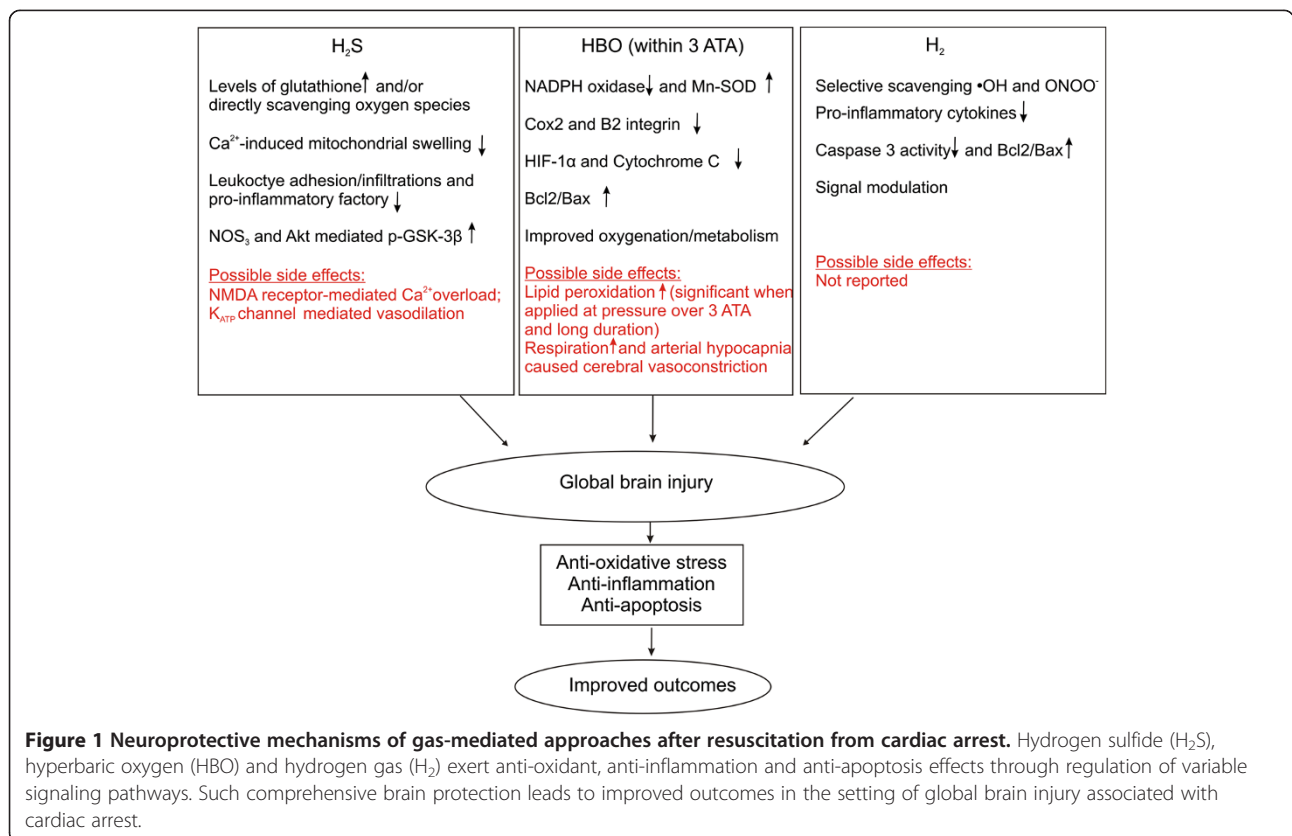 H₂S
Levels of glutathione↑ and/or
directly scavenging oxygen species
Ca²⁺-induced mitochondrial swelling ↓
Leukoctye adhesion/infiltrations and
pro-inflammatory factory ↓
NOS₃ and Akt mediated p-GSK-3β ↑
Possible side effects:
NMDA receptor-mediated Ca²⁺overload;
K_ATP channel mediated vasodilation
HBO (within 3 ATA)
NADPH oxidase↓ and Mn-SOD ↑
Cox2 and B2 integrin ↓
HIF-1α and Cytochrome C ↓
Bcl2/Bax ↑
Improved oxygenation/metabolism
Possible side effects:
Lipid peroxidation ↑(significant when
applied at pressure over 3 ATA
and long duration)
Respiration↑and arterial hypocapnia
caused cerebral vasoconstriction
H₂
Selective scavenging •OH and ONOO⁻
Pro-inflammatory cytokines↓
Caspase 3 activity↓ and Bcl2/Bax↑
Signal modulation
Possible side effects:
Not reported
Global brain injury
Anti-oxidative stress
Anti-inflammation
Anti-apoptosis
Improved outcomes
Figure 1 Neuroprotective mechanisms of gas-mediated approaches after resuscitation from cardiac arrest. Hydrogen sulfide (H₂S),
hyperbaric oxygen (HBO) and hydrogen gas (H₂) exert anti-oxidant, anti-inflammation and anti-apoptosis effects through regulation of variable
signaling pathways. Such comprehensive brain protection leads to improved outcomes in the setting of global brain injury associated with
cardiac arrest.